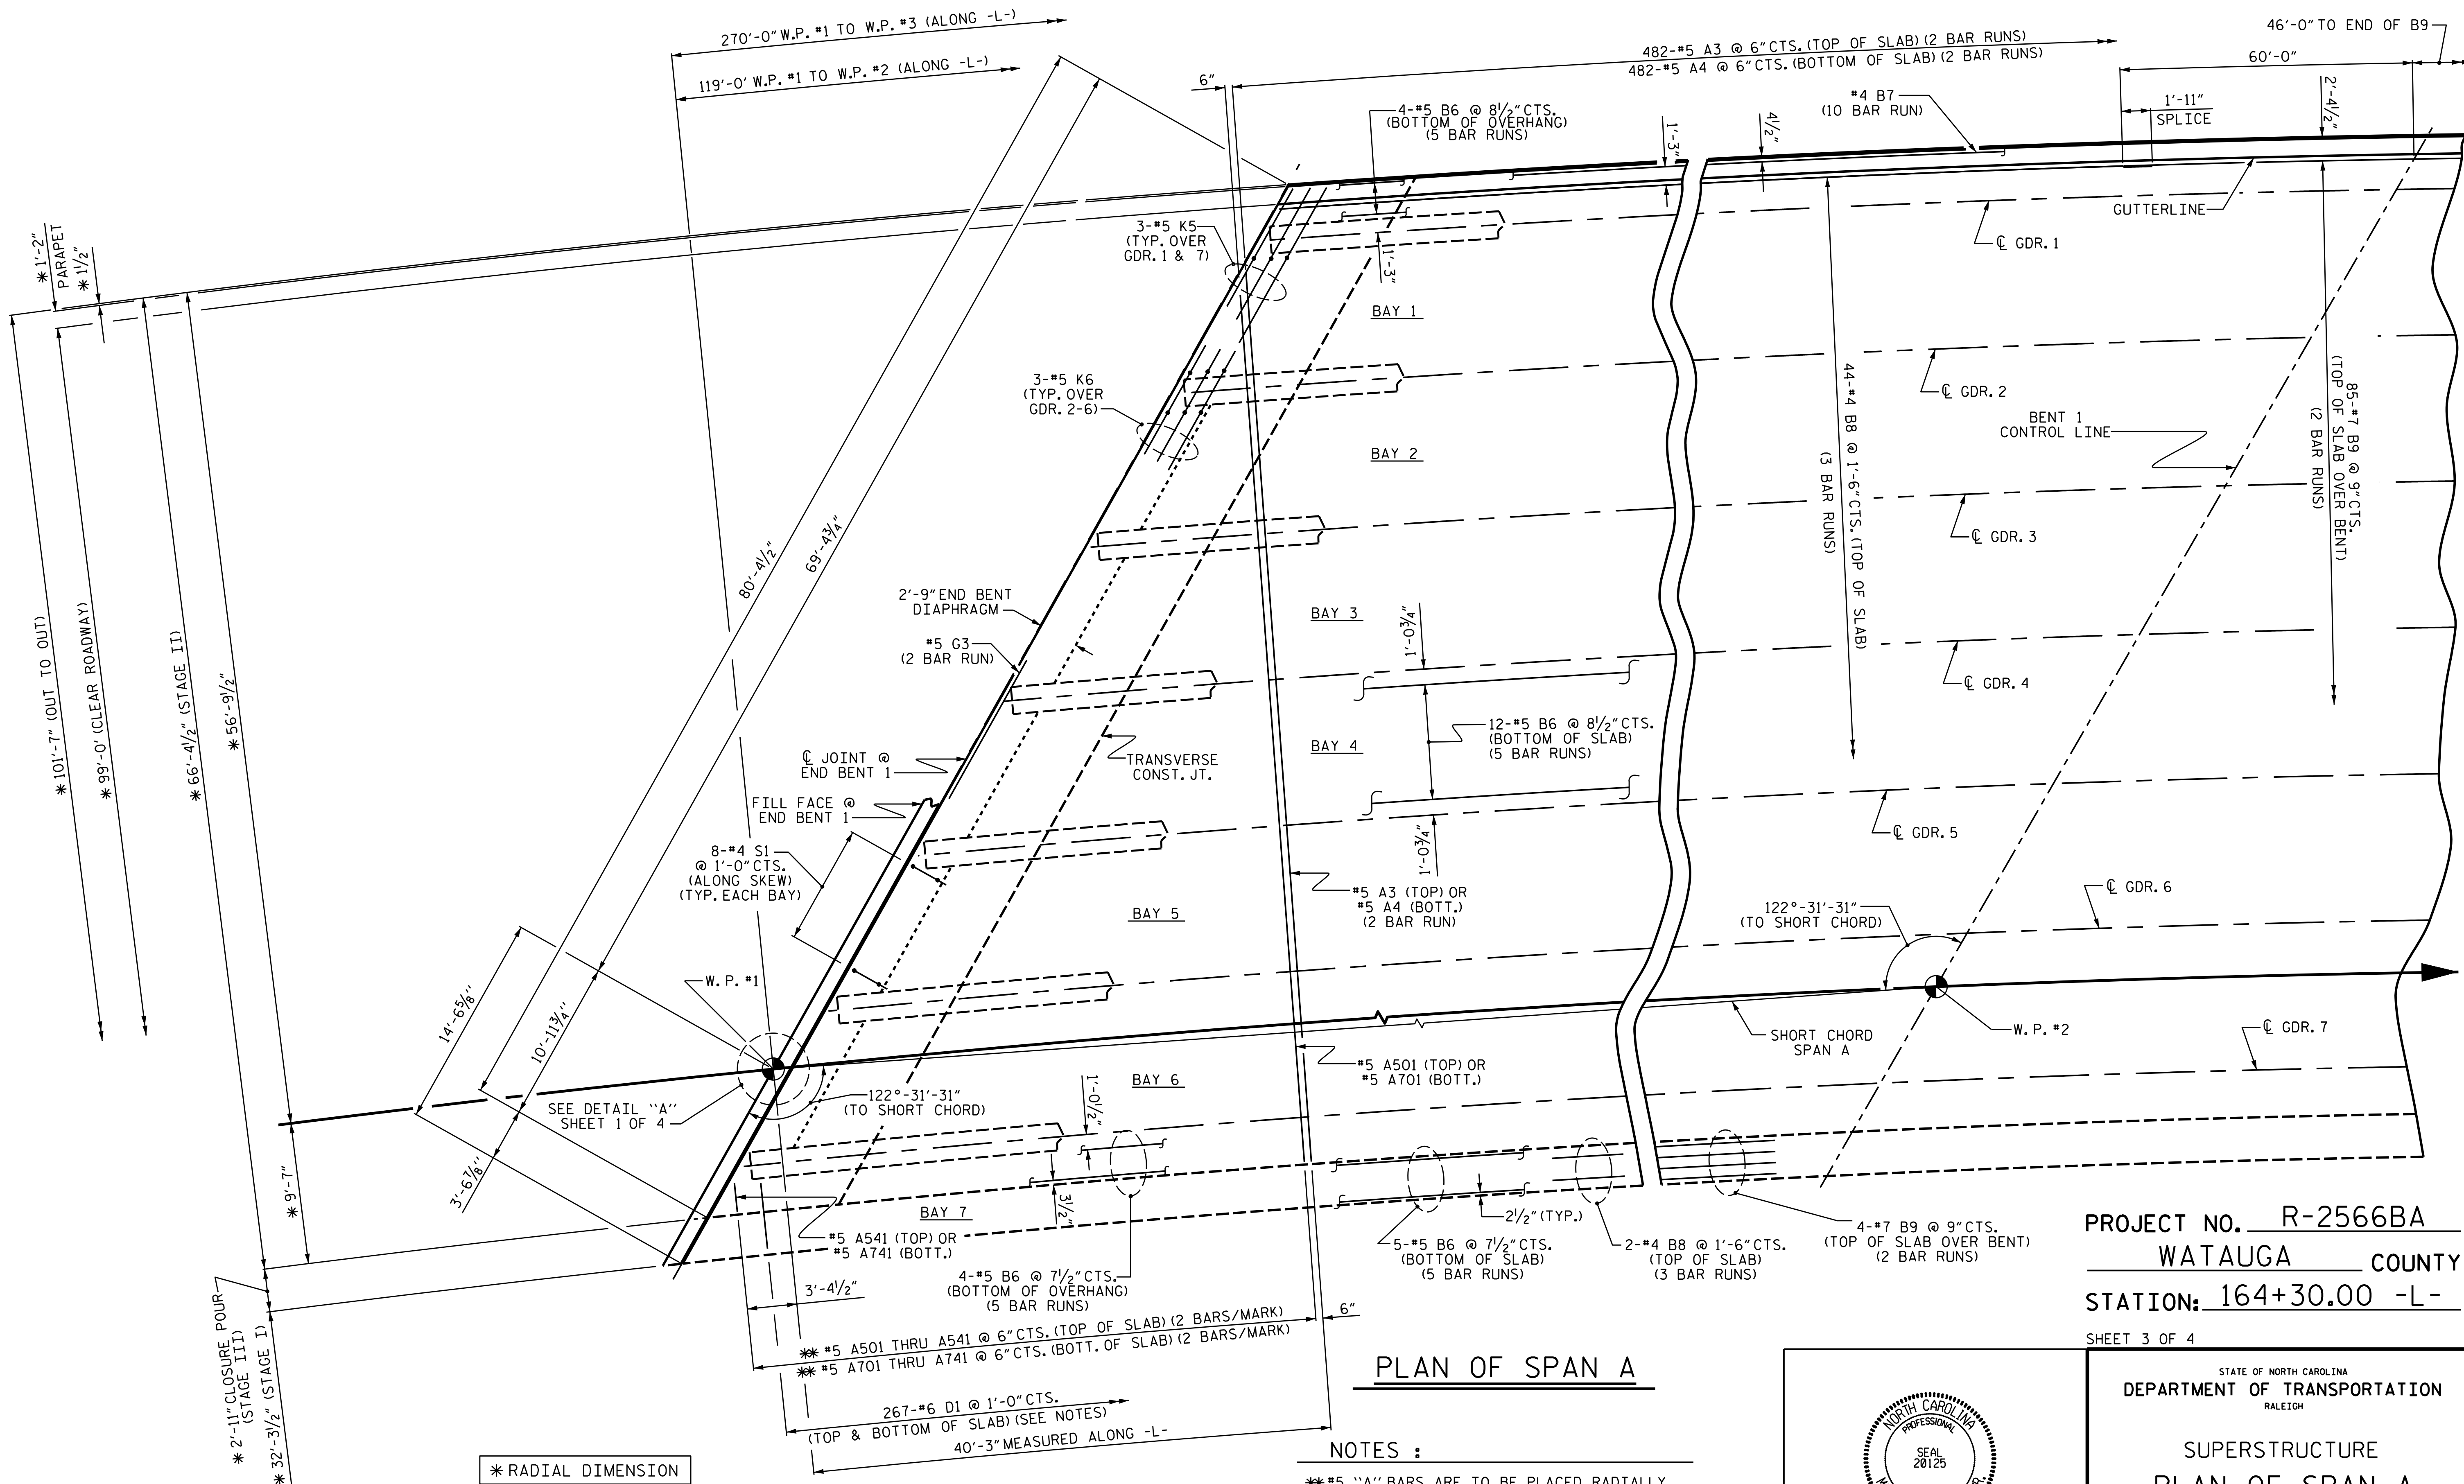 270'-0" W.P. #1 TO W.P. #3 (ALONG -L-)
119'-0' W.P. #1 TO W.P. #2 (ALONG -L-)
6"
482-#5 A3 @ 6" CTS. (TOP OF SLAB) (2 BAR RUNS)
482-#5 A4 @ 6" CTS. (BOTTOM OF SLAB) (2 BAR RUNS)
46'-0" TO END OF B9
60'-0"
1'-11"
SPLICE
2'-4½"
4-#5 B6 @ 8½" CTS.
(BOTTOM OF OVERHANG)
(5 BAR RUNS)
1'-3"
4½"
#4 B7
(10 BAR RUN)
GUTTERLINE
℄ GDR. 1
* 1'-2"
PARAPET
* 1½"
3-#5 K5
(TYP. OVER
GDR. 1 & 7)
1'-3"
BAY 1
3-#5 K6
(TYP. OVER
GDR. 2-6)
BAY 2
℄ GDR. 2
BENT 1
CONTROL LINE
44-#4 B8 @ 1'-6" CTS. (TOP OF SLAB)
(3 BAR RUNS)
85-#7 B9 @ 9" CTS.
(TOP OF SLAB OVER BENT)
(2 BAR RUNS)
℄ GDR. 3
80'-4½"
69'-4¾"
2'-9" END BENT
DIAPHRAGM
#5 G3
(2 BAR RUN)
BAY 3
1'-0¾"
℄ GDR. 4
* 101'-7" (OUT TO OUT)
* 99'-0' (CLEAR ROADWAY)
* 66'-4½" (STAGE II)
* 56'-9½"
12-#5 B6 @ 8½" CTS.
(BOTTOM OF SLAB)
(5 BAR RUNS)
BAY 4
TRANSVERSE
CONST. JT.
℄ JOINT @
END BENT 1
FILL FACE @
END BENT 1
1'-0¾"
℄ GDR. 5
8-#4 S1
@ 1'-0" CTS.
(ALONG SKEW)
(TYP. EACH BAY)
#5 A3 (TOP) OR
#5 A4 (BOTT.)
(2 BAR RUN)
BAY 5
℄ GDR. 6
122°-31'-31"
(TO SHORT CHORD)
W.P. #1
14'-6⅝"
10'-11¾"
3'-6⅞"
SHORT CHORD
SPAN A
W.P. #2
℄ GDR. 7
#5 A501 (TOP) OR
#5 A701 (BOTT.)
BAY 6
1'-0½"
SEE DETAIL "A"
SHEET 1 OF 4
122°-31'-31"
(TO SHORT CHORD)
* 9'-7"
BAY 7
3½"
2½" (TYP.)
#5 A541 (TOP) OR
#5 A741 (BOTT.)
4-#5 B6 @ 7½" CTS.
(BOTTOM OF OVERHANG)
(5 BAR RUNS)
5-#5 B6 @ 7½" CTS.
(BOTTOM OF SLAB)
(5 BAR RUNS)
2-#4 B8 @ 1'-6" CTS.
(TOP OF SLAB)
(3 BAR RUNS)
4-#7 B9 @ 9" CTS.
(TOP OF SLAB OVER BENT)
(2 BAR RUNS)
3'-4½"
6"
** #5 A501 THRU A541 @ 6" CTS. (TOP OF SLAB) (2 BARS/MARK)
** #5 A701 THRU A741 @ 6" CTS. (BOTT. OF SLAB) (2 BARS/MARK)
* 2'-11" CLOSURE POUR
(STAGE III)
* 32'-3½" (STAGE I)
267-#6 D1 @ 1'-0" CTS.
(TOP & BOTTOM OF SLAB) (SEE NOTES)
40'-3" MEASURED ALONG -L-
* RADIAL DIMENSION
PLAN OF SPAN A
NOTES :
** #5 "A" BARS ARE TO BE PLACED RADIALLY
PROJECT NO. R-2566BA
WATAUGA COUNTY
STATION: 164+30.00 -L-
SHEET 3 OF 4
STATE OF NORTH CAROLINA
DEPARTMENT OF TRANSPORTATION
RALEIGH
SUPERSTRUCTURE
PLAN OF SPAN A
NORTH CAROLINA
PROFESSIONAL
SEAL
20125